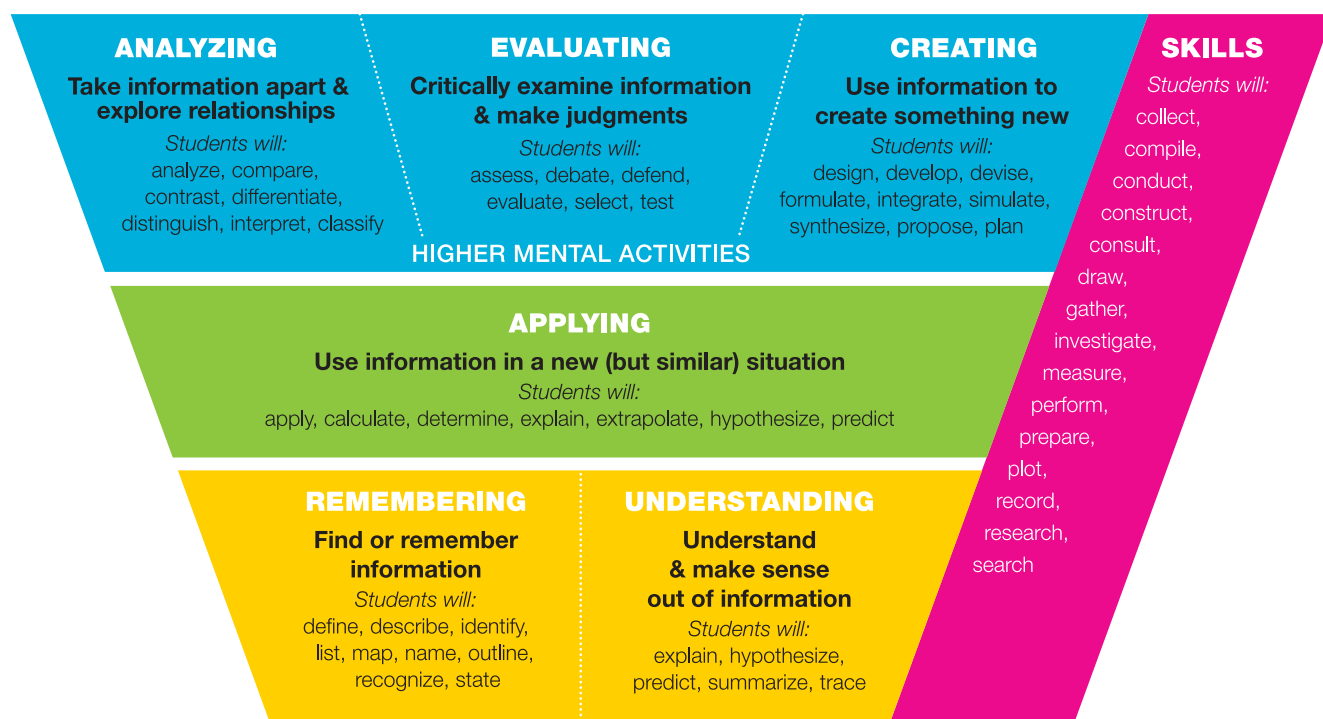 ANALYZING
Take information apart &
explore relationships
Students will:
analyze, compare,
contrast, differentiate,
distinguish, interpret, classify
EVALUATING
Critically examine information
& make judgments
Students will:
assess, debate, defend,
evaluate, select, test
CREATING
Use information to
create something new
Students will:
design, develop, devise,
formulate, integrate, simulate,
synthesize, propose, plan
HIGHER MENTAL ACTIVITIES
APPLYING
Use information in a new (but similar) situation
Students will:
apply, calculate, determine, explain, extrapolate, hypothesize, predict
REMEMBERING
Find or remember
information
Students will:
define, describe, identify,
list, map, name, outline,
recognize, state
UNDERSTANDING
Understand
& make sense
out of information
Students will:
explain, hypothesize,
predict, summarize, trace
SKILLS
Students will:
collect,
compile,
conduct,
construct,
consult,
draw,
gather,
investigate,
measure,
perform,
prepare,
plot,
record,
research,
search